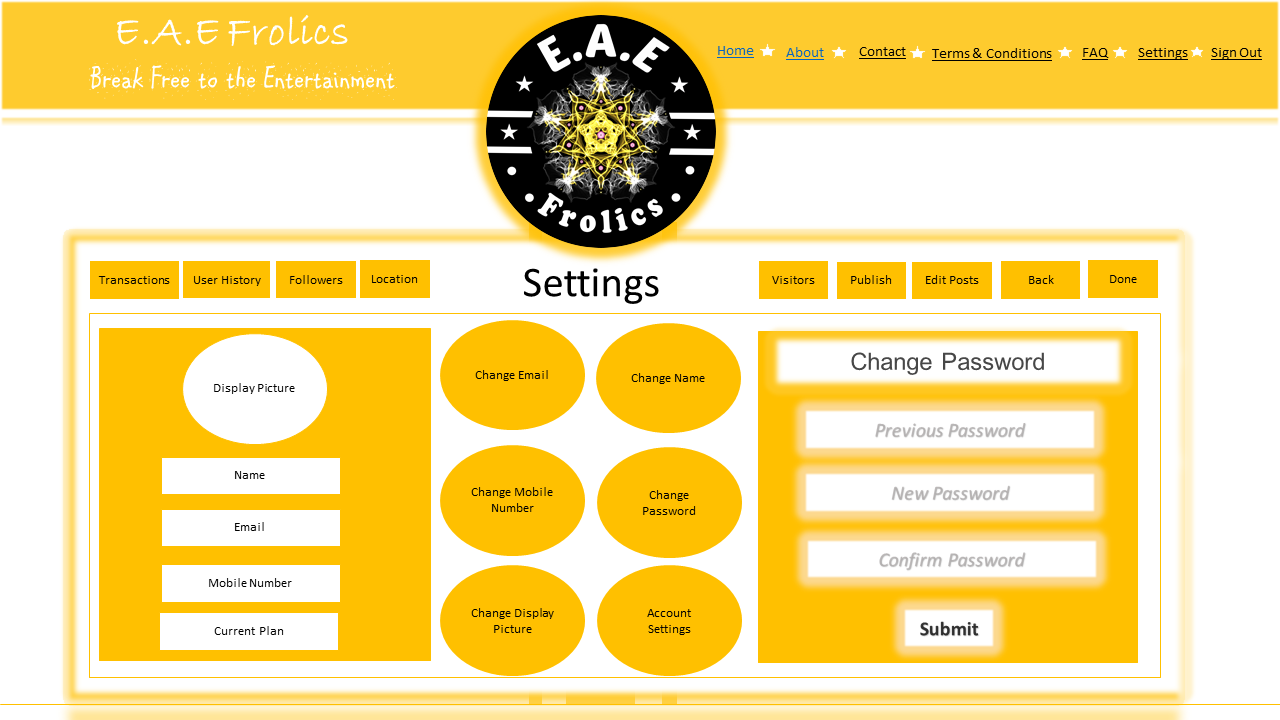 E.A.E Frolics
Break Free to the Entertainment
E.A.E
Frolics
Home About Contact Terms & Conditions FAQ Settings Sign Out
Transactions User History Followers Location
Settings
Visitors Publish Edit Posts Back Done
Display Picture
Name
Email
Mobile Number
Current Plan
Change Email
Change Name
Change Mobile
Number
Change
Password
Change Display
Picture
Account
Settings
Change Password
Previous Password
New Password
Confirm Password
Submit